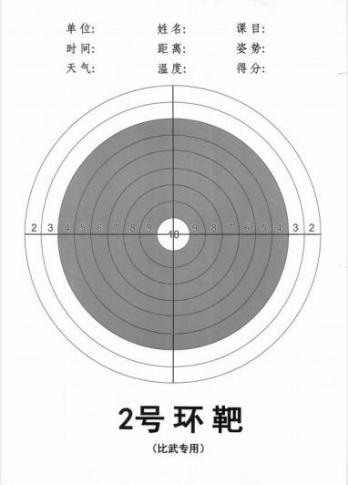 单位: 姓名: 课目:
时间: 距离: 姿势:
天气: 温度: 得分:
2 3 4 5 6 7 8 9 10 9 8 7 6 5 4 3 2
2号环靶
(比武专用)